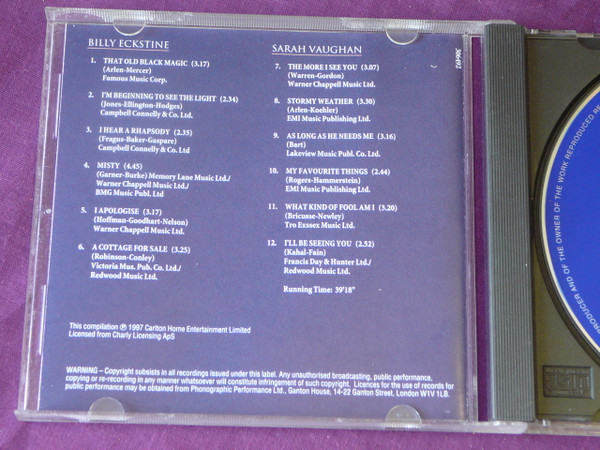 BILLY ECKSTINE
1. THAT OLD BLACK MAGIC (3.17)
(Arlen-Mercer)
Famous Music Corp.
2. I'M BEGINNING TO SEE THE LIGHT (2.34)
(Jones-Ellington-Hodges)
Campbell Connelly & Co. Ltd.
3. I HEAR A RHAPSODY (2.35)
(Fragus-Baker-Gaspare)
Campbell Connelly & Co. Ltd
4. MISTY (4.45)
(Garner-Burke) Memory Lane Music Ltd./
Warner Chappell Music Ltd./
BMG Music Publ. Ltd
5. I APOLOGISE (3.17)
(Hoffman-Goodhart-Nelson)
Warner Chappell Music Ltd.
6. A COTTAGE FOR SALE (3.25)
(Robinson-Conley)
Victoria Mus. Pub. Co. Ltd./
Redwood Music Ltd.
SARAH VAUGHAN
7. THE MORE I SEE YOU (3.07)
(Warren-Gordon)
Warner Chappell Music Ltd.
8. STORMY WEATHER (3.30)
(Arlen-Koehler)
EMI Music Publishing Ltd.
9. AS LONG AS HE NEEDS ME (3.16)
(Bart)
Lakeview Music Publ. Co. Ltd.
10. MY FAVOURITE THINGS (2.44)
(Rogers-Hammerstein)
EMI Music Publishing Ltd.
11. WHAT KIND OF FOOL AM I (3.20)
(Bricusse-Newley)
Tro Exssex Music Ltd.
12. I'LL BE SEEING YOU (2.52)
(Kahal-Fain)
Francis Day & Hunter Ltd./
Redwood Music Ltd.
Running Time: 39'18"
This compilation ℗ 1997 Carlton Home Entertainment Limited
Licensed from Charly Licensing ApS
WARNING – Copyright subsists in all recordings issued under this label. Any unauthorised broadcasting, public performance,
copying or re-recording in any manner whatsoever will constitute infringement of such copyright. Licences for the use of records for
public performance may be obtained from Phonographic Performance Ltd., Ganton House, 14-22 Ganton Street, London W1V 1LB.
PRODUCER AND OF THE OWNER OF THE WORK REPRODUCED